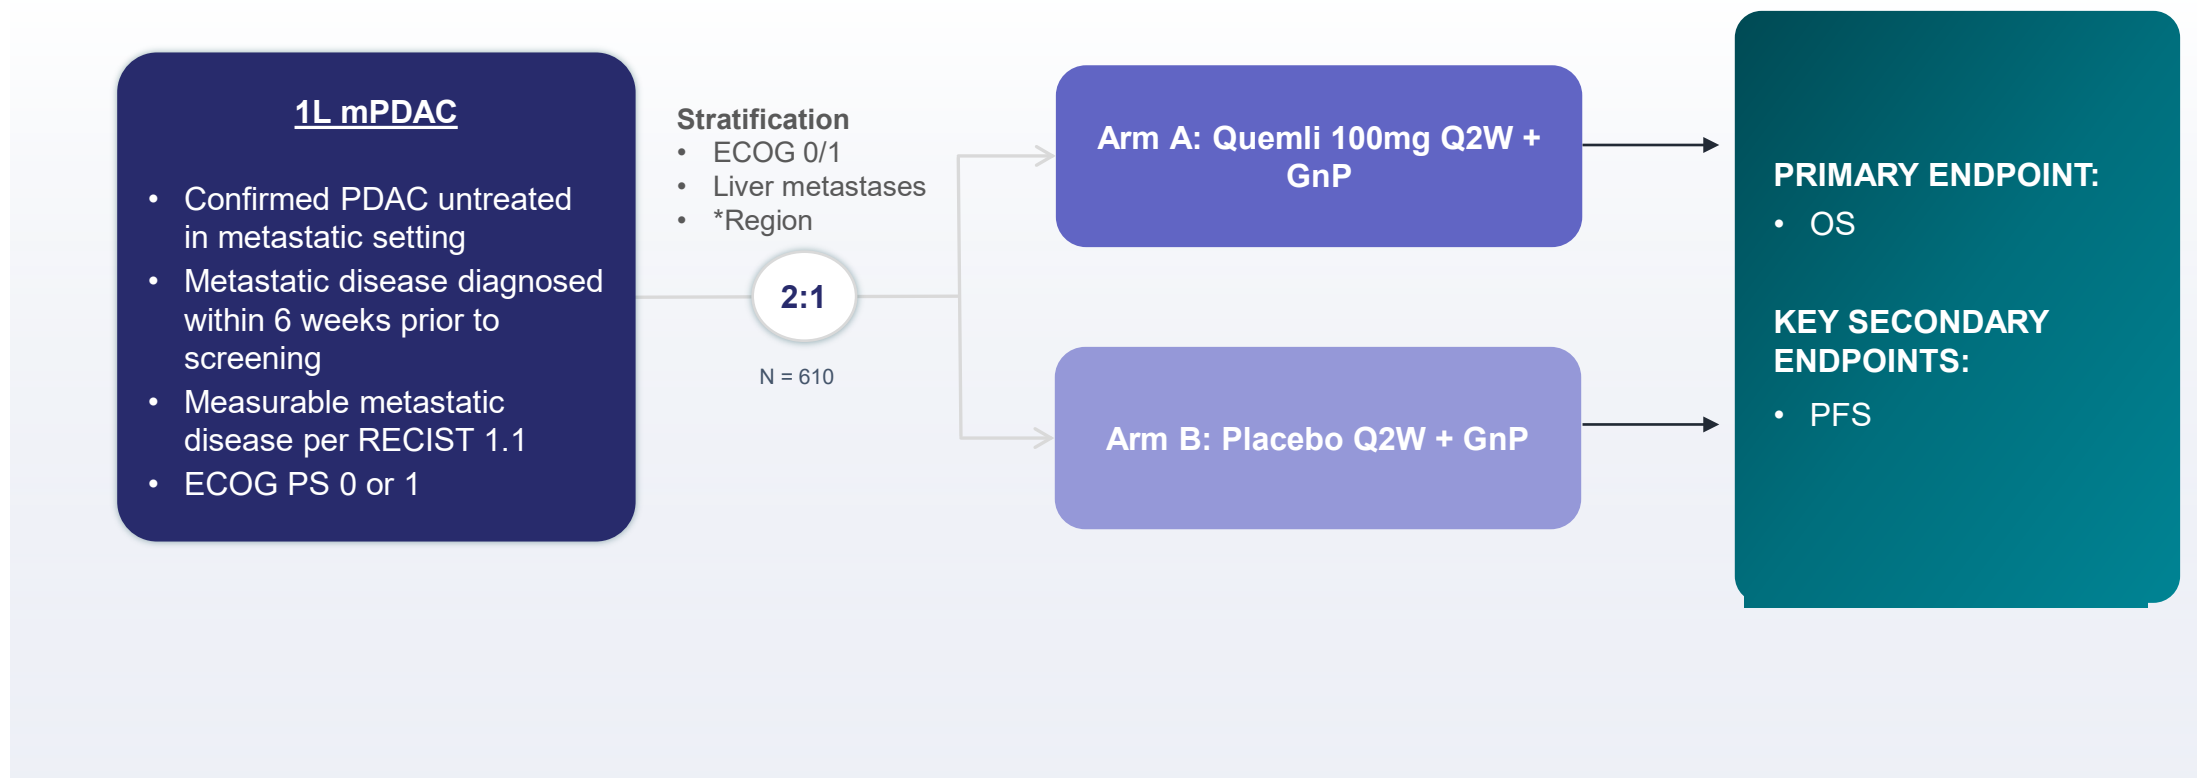 1L mPDAC
• Confirmed PDAC untreated
in metastatic setting
• Metastatic disease diagnosed
within 6 weeks prior to
screening
• Measurable metastatic
disease per RECIST 1.1
• ECOG PS 0 or 1
Stratification
• ECOG 0/1
• Liver metastases
• *Region
2:1
N = 610
Arm A: Quemli 100mg Q2W +
GnP
Arm B: Placebo Q2W + GnP
PRIMARY ENDPOINT:
• OS
KEY SECONDARY
ENDPOINTS:
• PFS